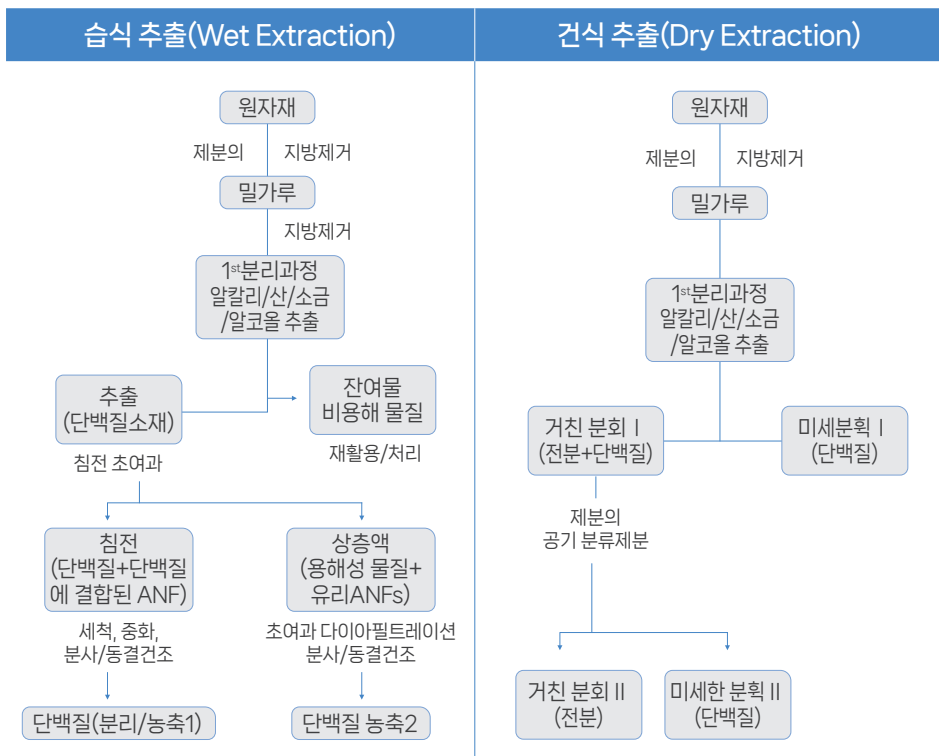 습식 추출(Wet Extraction)
원자재
제분의 지방제거
밀가루
지방제거
1st분리과정
알칼리/산/소금
/알코올 추출
추출
(단백질소재)
잔여물
비용해 물질
재활용/처리
침전 초여과
침전
(단백질+단백질
에 결합된 ANF)
상층액
(용해성 물질+
유리ANFs)
세척, 중화,
분사/동결건조
초여과 다이아필트레이션
분사/동결건조
단백질(분리/농축1)
단백질 농축2
건식 추출(Dry Extraction)
원자재
제분의 지방제거
밀가루
1st분리과정
알칼리/산/소금
/알코올 추출
거친 분회 Ⅰ
(전분+단백질)
미세분획 Ⅰ
(단백질)
제분의
공기 분류제분
거친 분회 II
(전분)
미세한 분획 II
(단백질)